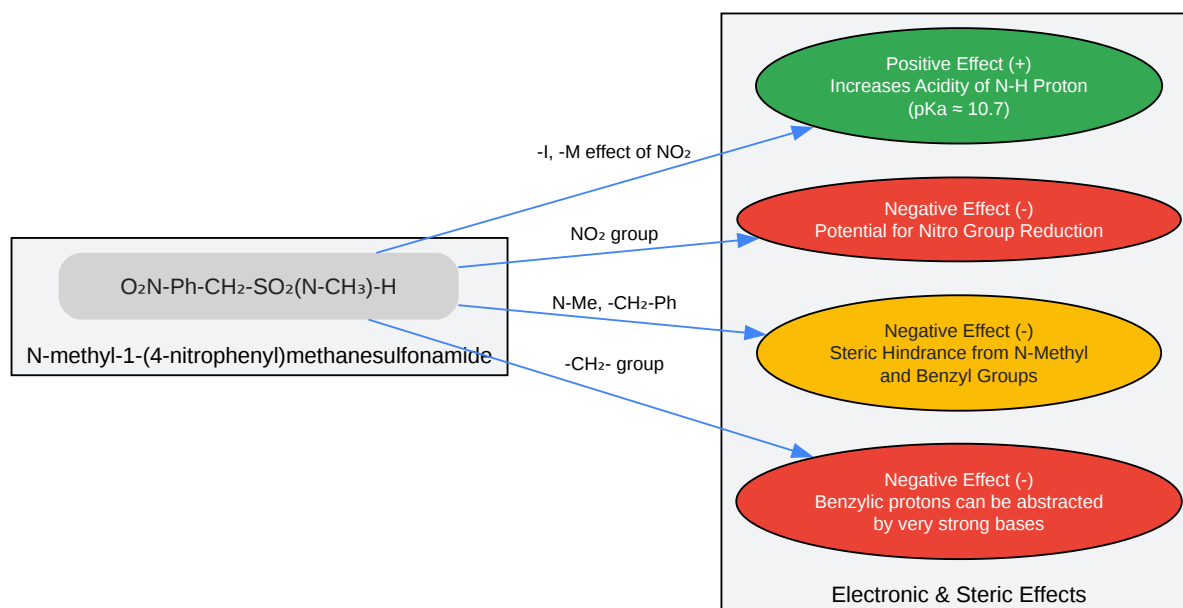 Positive Effect (+)
Increases Acidity of N-H Proton
(pKa ≈ 10.7)
-I, -M effect of NO₂
Negative Effect (-)
Potential for Nitro Group Reduction
NO₂ group
O₂N-Ph-CH₂-SO₂(N-CH₃)-H
N-methyl-1-(4-nitrophenyl)methanesulfonamide
N-Me, -CH₂-Ph
Negative Effect (-)
Steric Hindrance from N-Methyl
and Benzyl Groups
-CH₂- group
Negative Effect (-)
Benzylic protons can be abstracted
by very strong bases
Electronic & Steric Effects